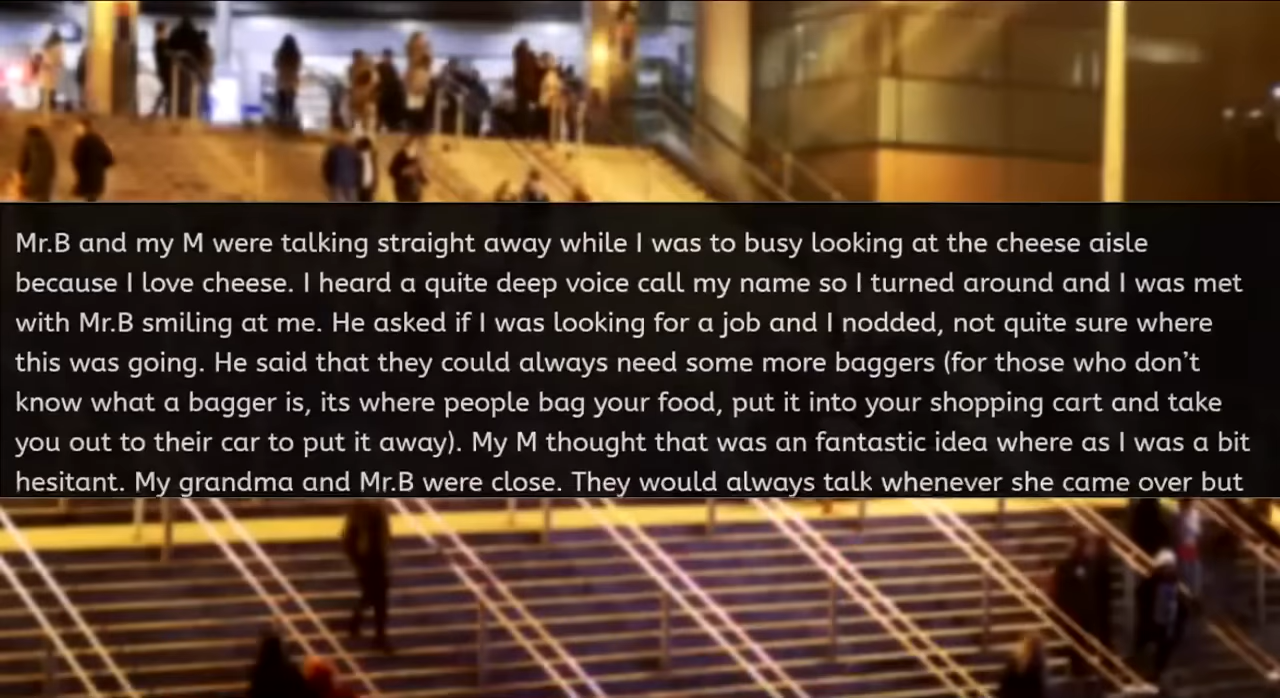 Mr.B and my M were talking straight away while I was to busy looking at the cheese aisle
because I love cheese. I heard a quite deep voice call my name so I turned around and I was met
with Mr.B smiling at me. He asked if I was looking for a job and I nodded, not quite sure where
this was going. He said that they could always need some more baggers (for those who don’t
know what a bagger is, its where people bag your food, put it into your shopping cart and take
you out to their car to put it away). My M thought that was an fantastic idea where as I was a bit
hesitant. My grandma and Mr.B were close. They would always talk whenever she came over but